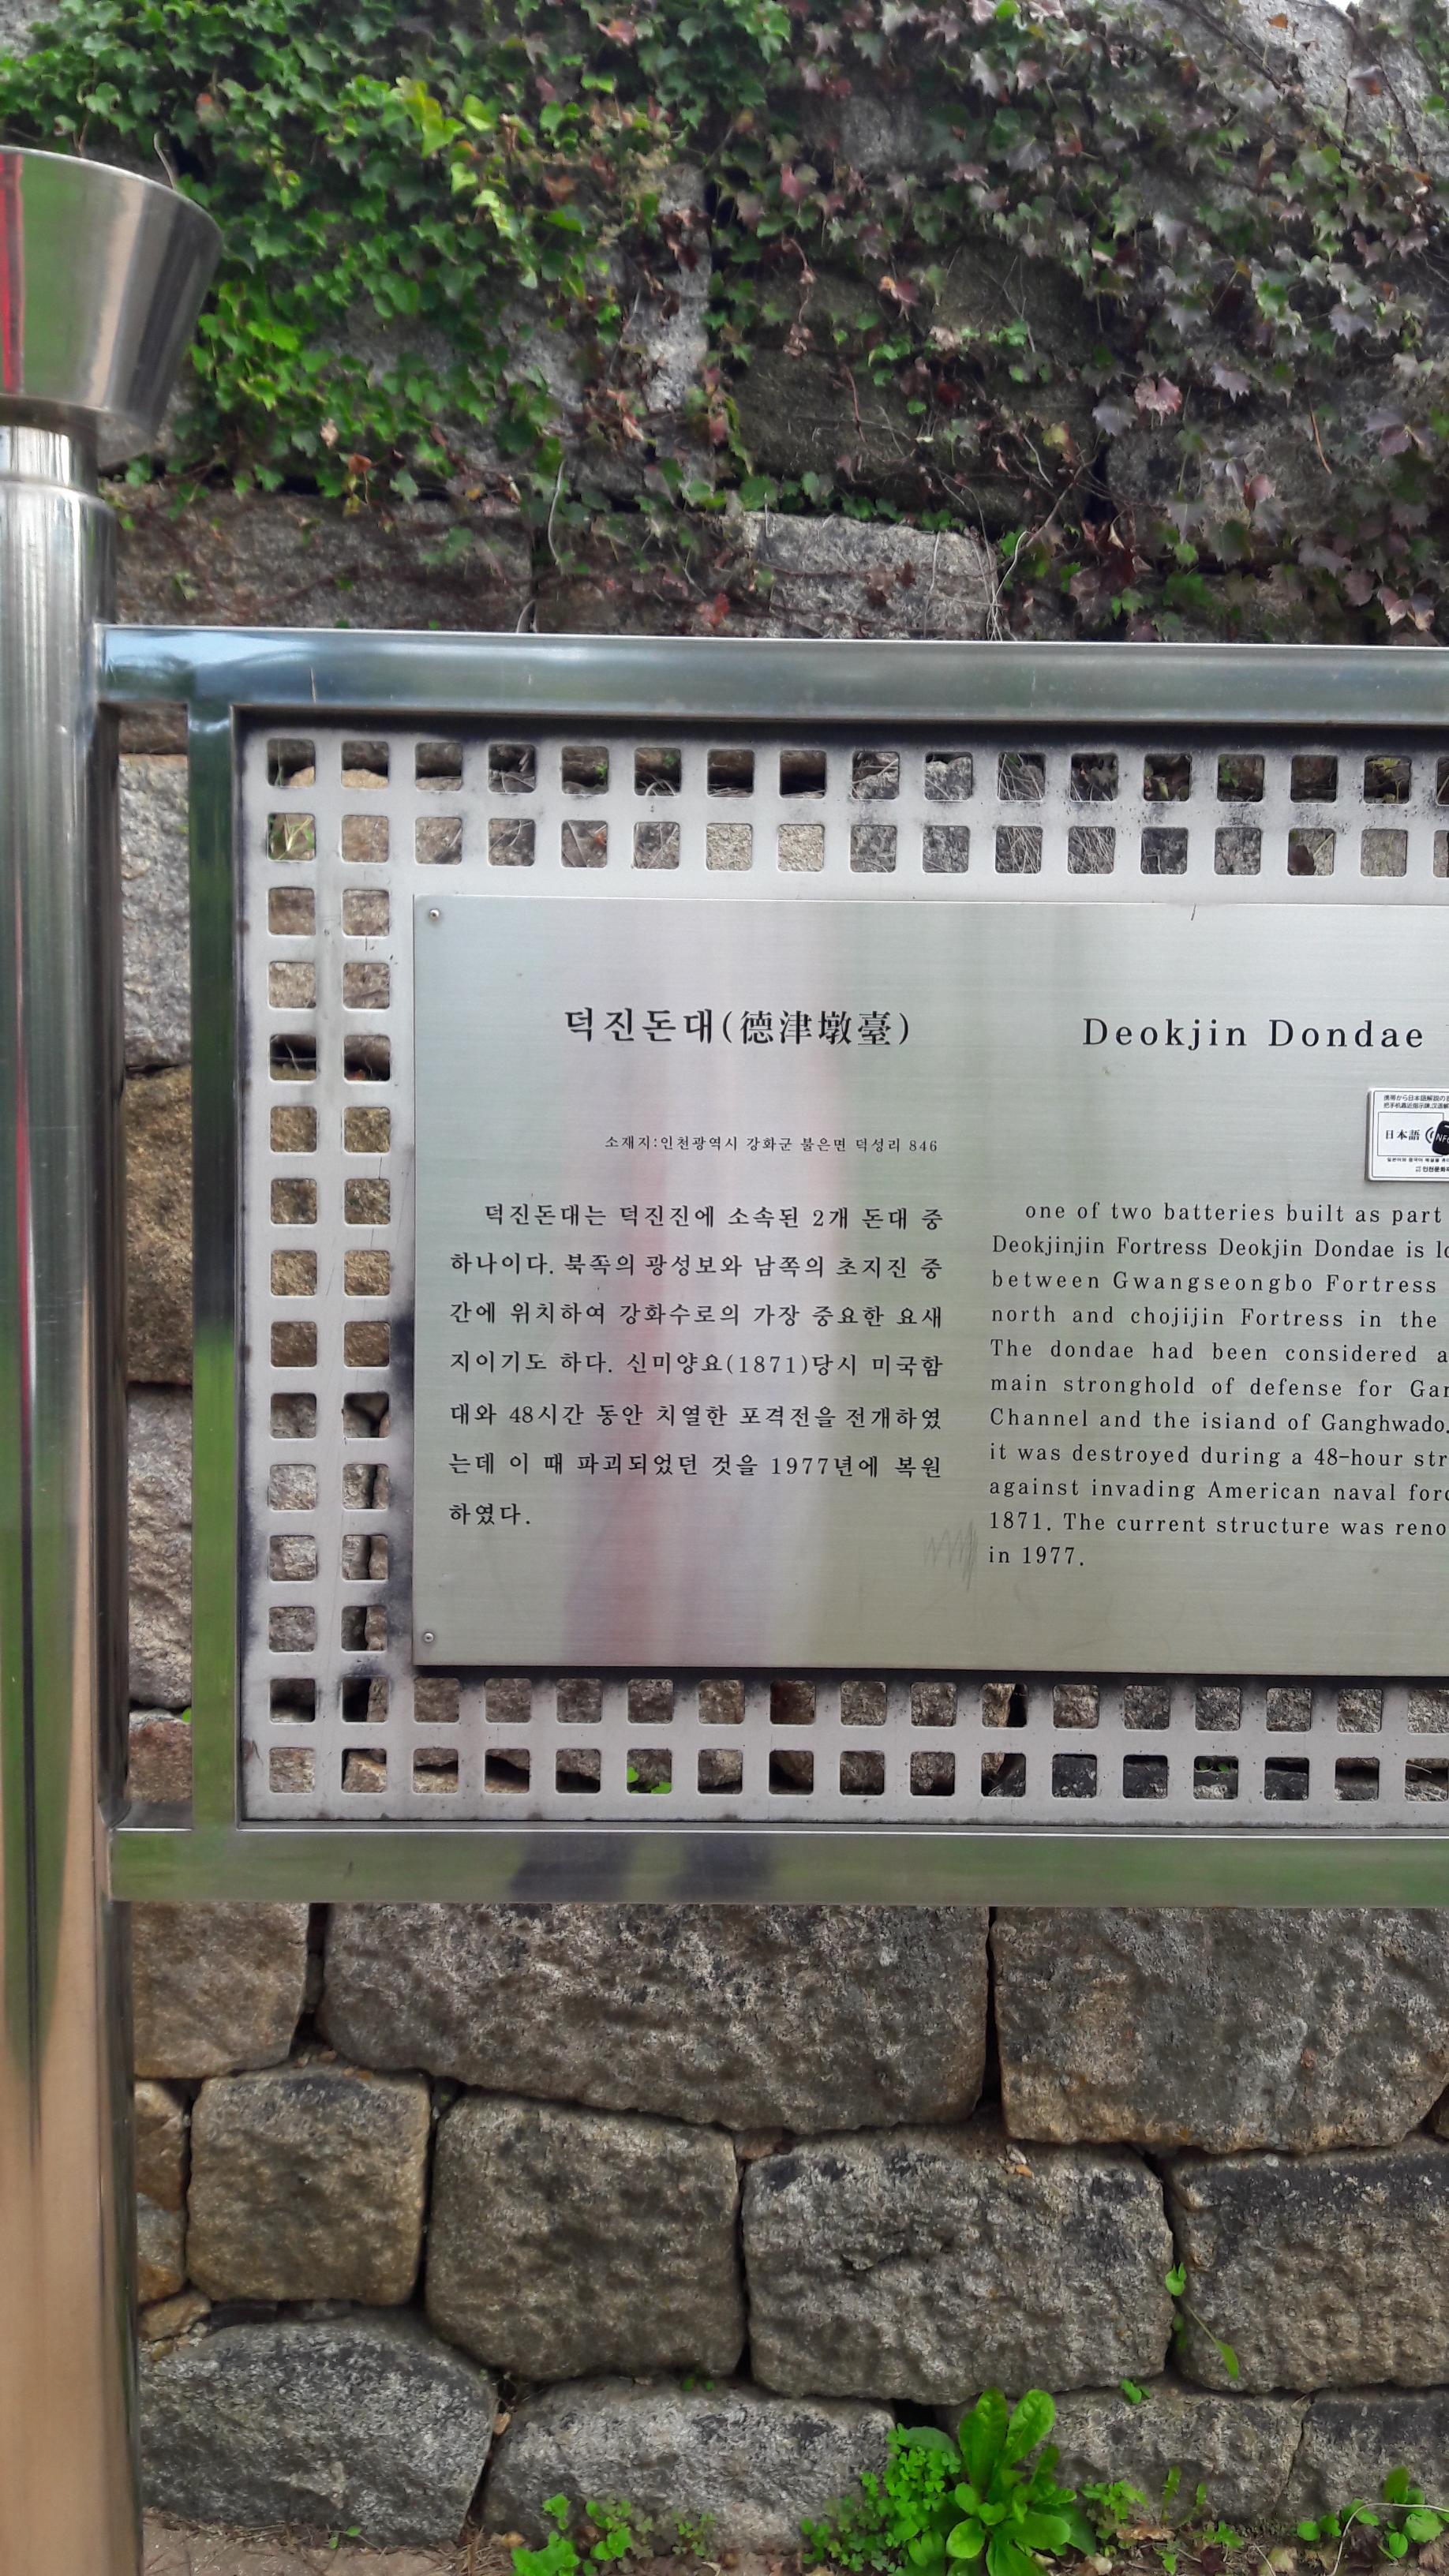 덕진돈대(德津墩臺)
소재지:인천광역시 강화군 불은면 덕성리 846
덕진돈대는 덕진진에 소속된 2개 돈대 중
하나이다. 북쪽의 광성보와 남쪽의 초지진 중
간에 위치하여 강화수로의 가장 중요한 요새
지이기도 하다. 신미양요(1871)당시 미국함
대와 48시간 동안 치열한 포격전을 전개하였
는데 이 때 파괴되었던 것을 1977년에 복원
하였다.
Deokjin Dondae
日本語
one of two batteries built as part
Deokjinjin Fortress Deokjin Dondae is
between Gwangseongbo Fortress
north and chojijin Fortress in the
The dondae had been considered a
main stronghold of defense for
Channel and the isiand of Ganghwado.
it was destroyed during a 48-hour
against invading American naval
1871. The current structure was
in 1977.